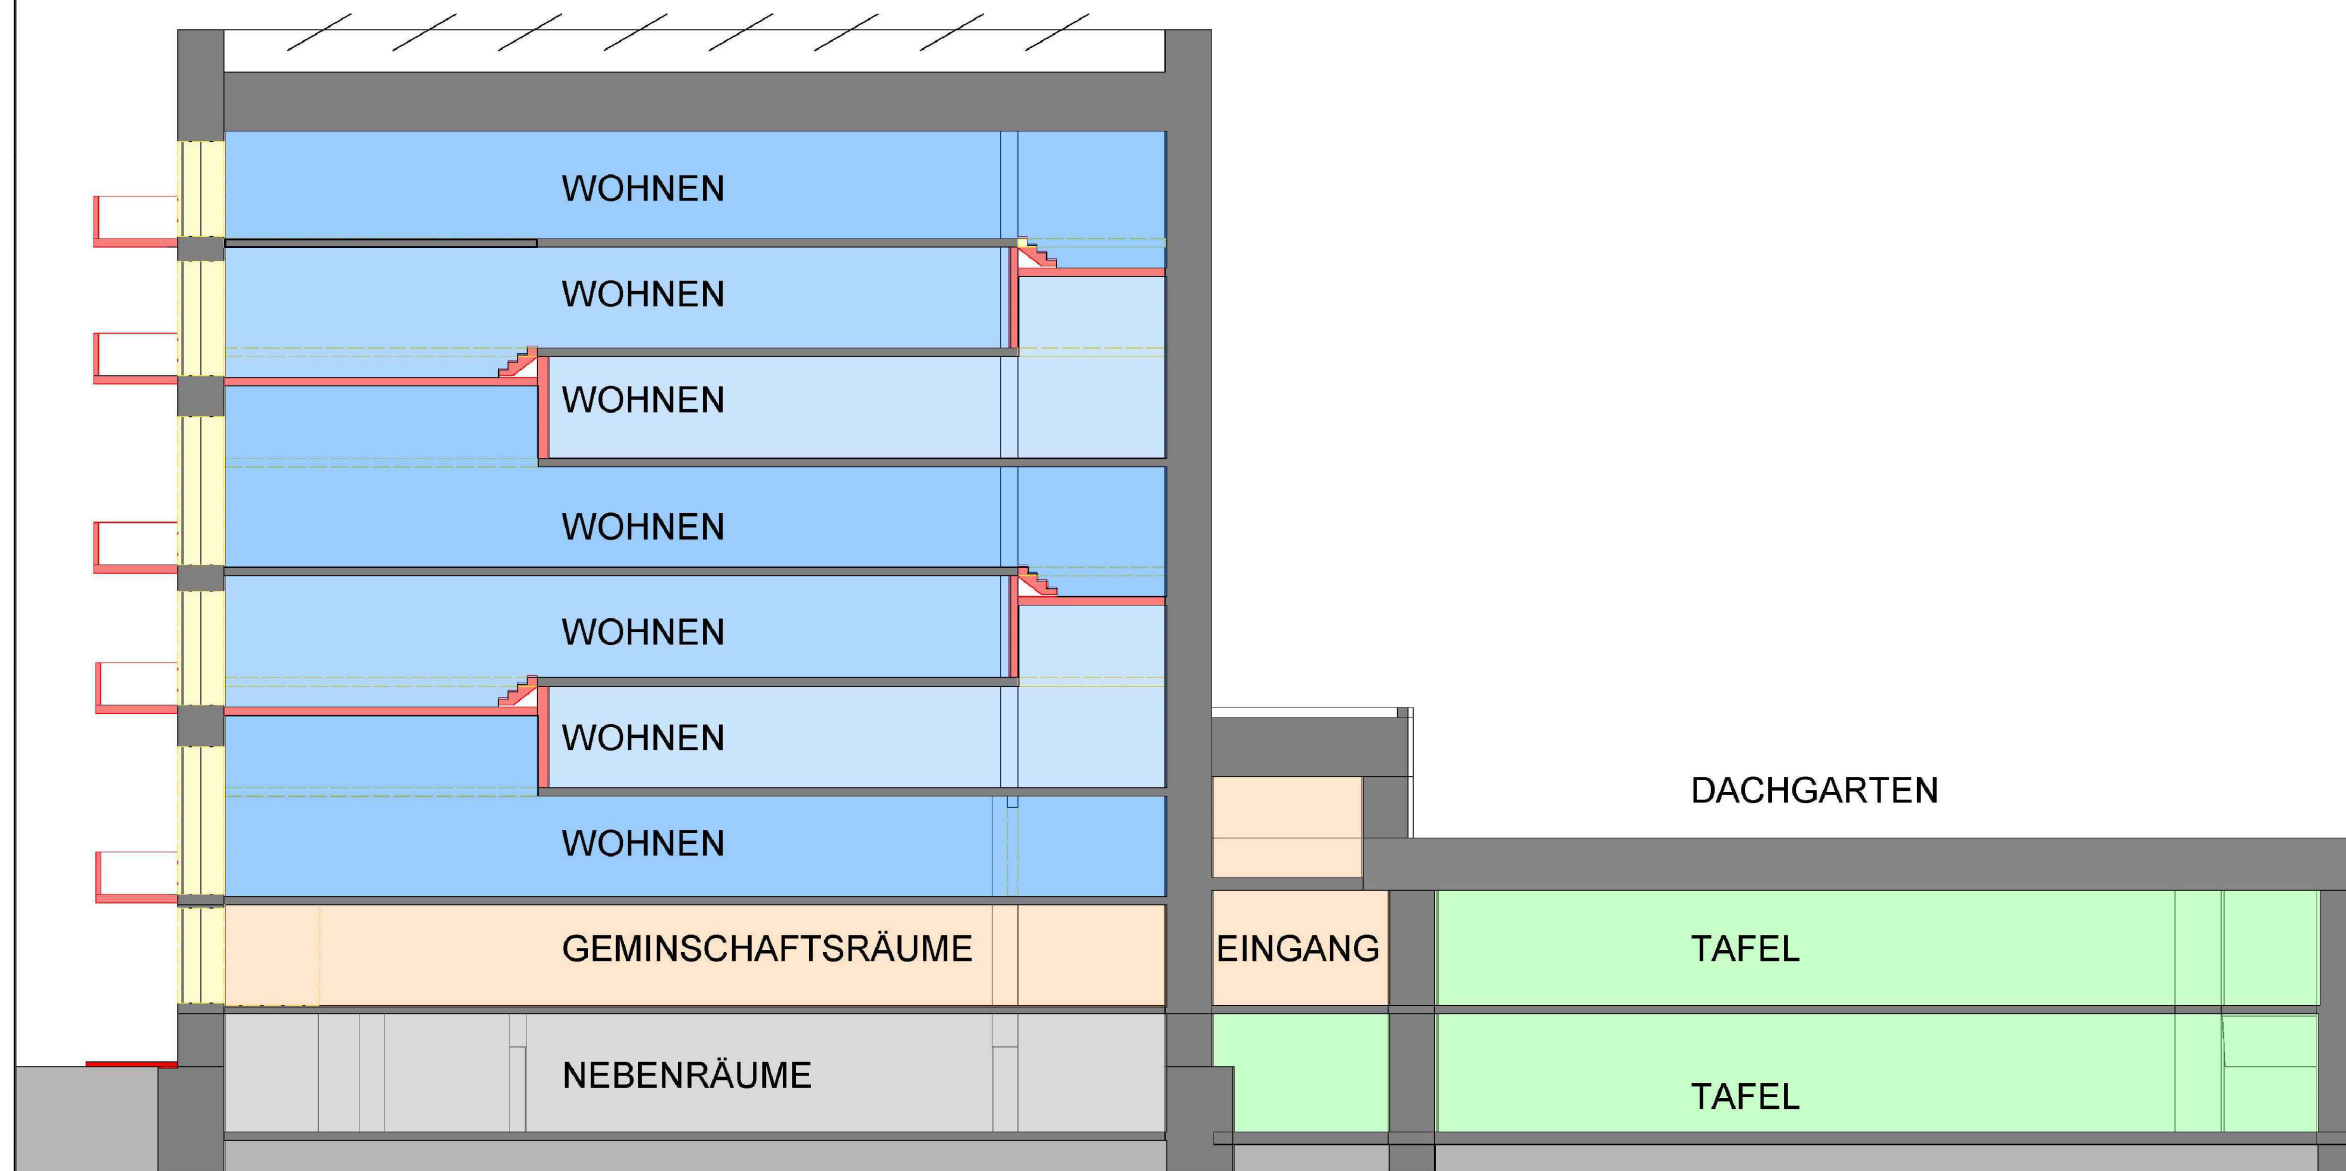 WOHNEN
WOHNEN
WOHNEN
WOHNEN
WOHNEN
WOHNEN
DACHGARTEN
WOHNEN
GEMINSCHAFTSRÄUME
EINGANG
TAFEL
NEBENRÄUME
TAFEL